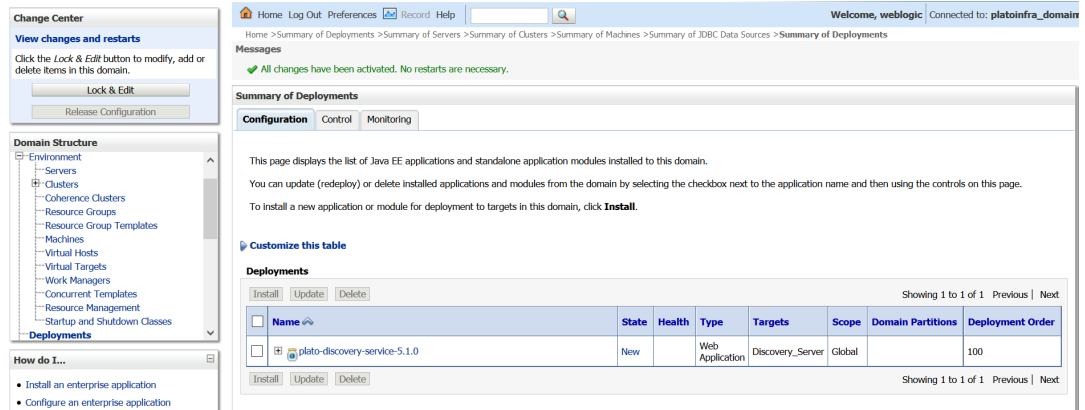 Change Center
View changes and restarts
Click the Lock & Edit button to modify, add or
delete items in this domain.
Lock & Edit
Release Configuration
Domain Structure
Environment
Servers
Clusters
Coherence Clusters
Resource Groups
Resource Group Templates
Machines
Virtual Hosts
Virtual Targets
Work Managers
Concurrent Templates
Resource Management
Startup and Shutdown Classes
Deployments
How do I...
Install an enterprise application
Configure an enterprise application
Home Log Out Preferences Record Help
Welcome, weblogic Connected to: platoinfra_domain
Home >Summary of Deployments >Summary of Servers >Summary of Clusters >Summary of Machines >Summary of JDBC Data Sources >Summary of Deployments
Messages
All changes have been activated. No restarts are necessary.
Summary of Deployments
Configuration Control Monitoring
This page displays the list of Java EE applications and standalone application modules installed to this domain.
You can update (redeploy) or delete installed applications and modules from the domain by selecting the checkbox next to the application name and then using the controls on this page.
To install a new application or module for deployment to targets in this domain, click Install.
Customize this table
Deployments
Install Update Delete Showing 1 to 1 of 1 Previous | Next
Name State Health Type Targets Scope Domain Partitions Deployment Order
plato-discovery-service-5.1.0 New Web Application Discovery_Server Global 100
Install Update Delete Showing 1 to 1 of 1 Previous | Next